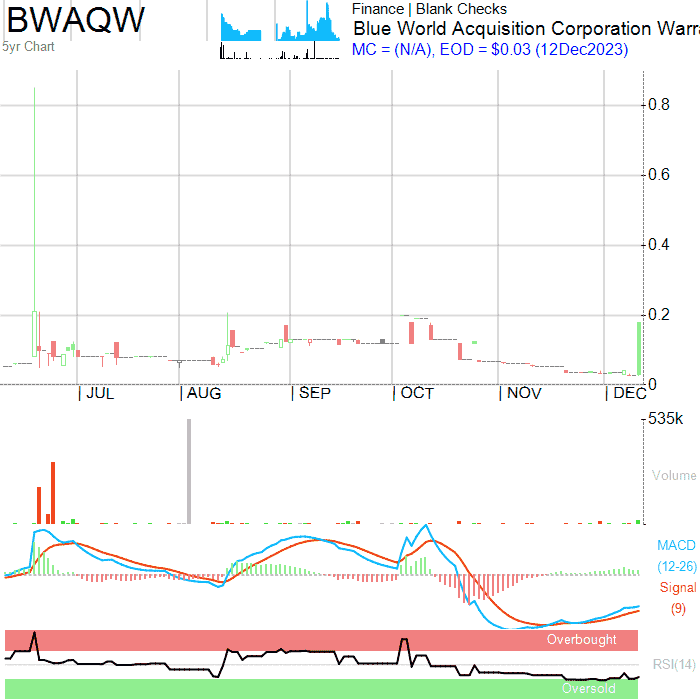 BWAQW
5yr Chart
Finance | Blank Checks
Blue World Acquisition Corporation Warra
MC = (N/A), EOD = $0.03 (12Dec2023)
0.8
0.6
0.4
0.2
0
| JUL | AUG | SEP | OCT | NOV | DEC
535k
Volume
MACD
(12-26)
Signal
(9)
Overbought
RSI(14)
Oversold